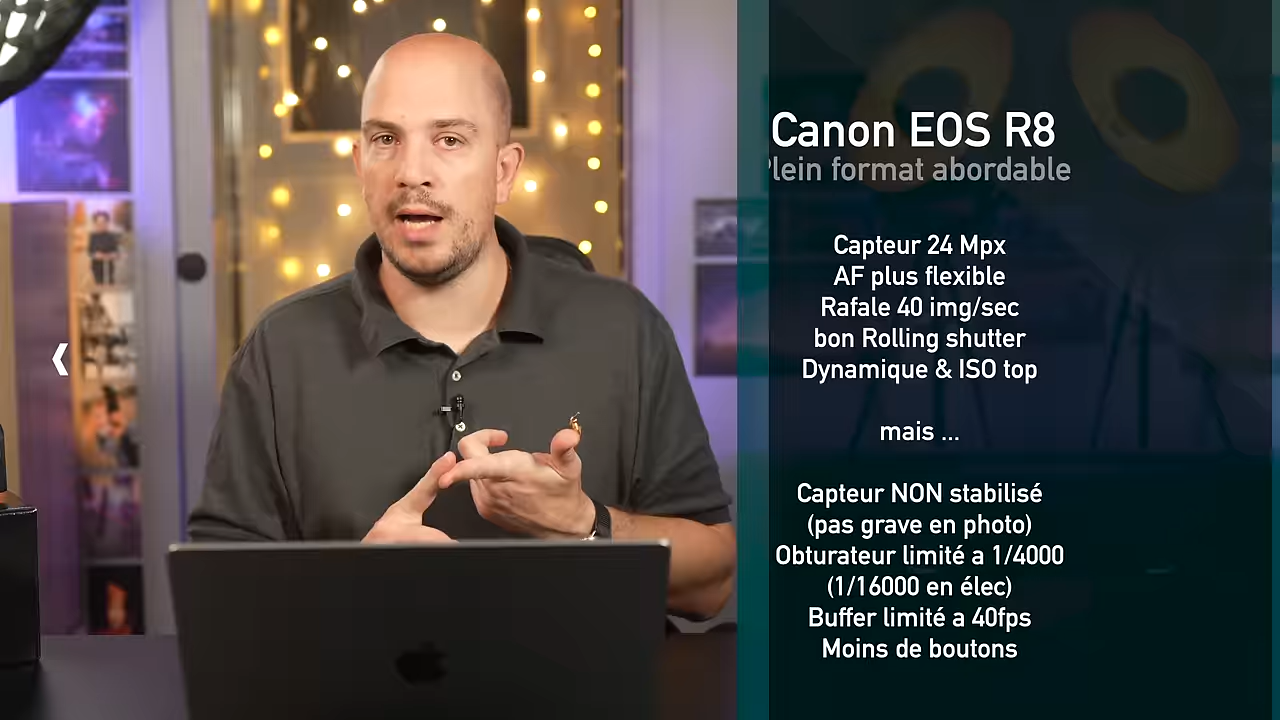 Canon EOS R8
Plein format abordable
Capteur 24 Mpx
AF plus flexible
Rafale 40 img/sec
bon Rolling shutter
Dynamique & ISO top
mais ...
Capteur NON stabilisé
(pas grave en photo)
Obturateur limité a 1/4000
(1/16000 en élec)
Buffer limité a 40fps
Moins de boutons